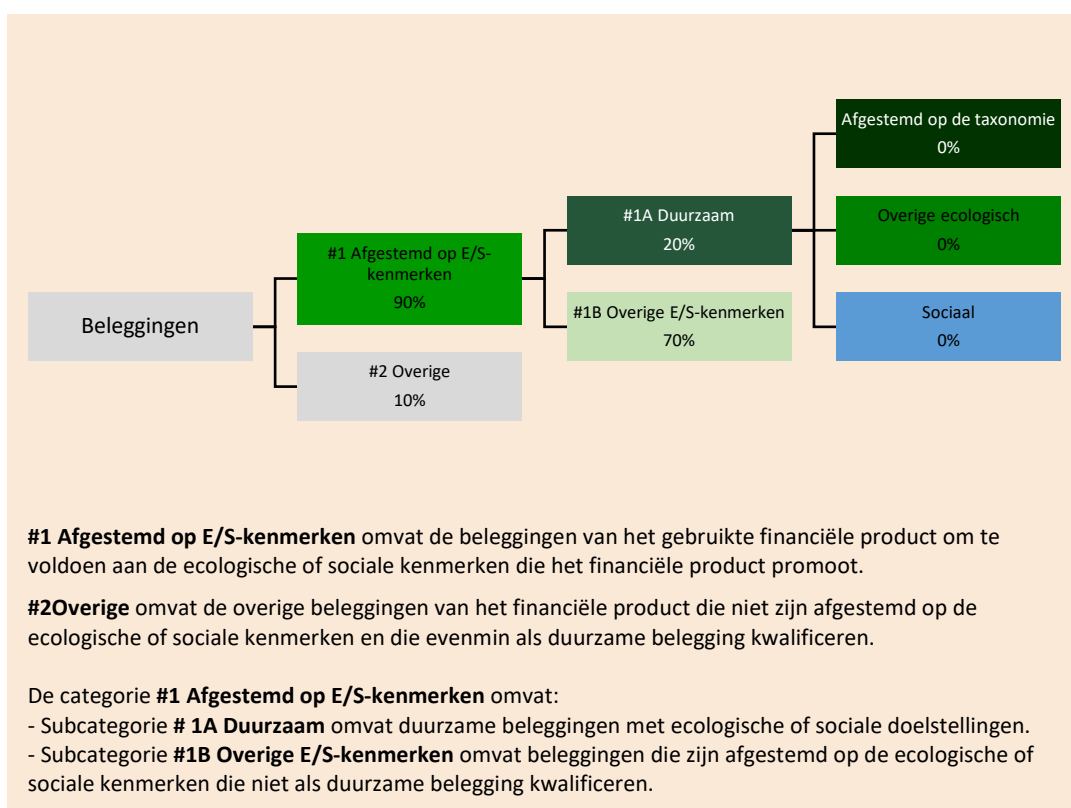 Afgestemd op de taxonomie
0%
#1A Duurzaam
20%
Overige ecologisch
0%
#1 Afgestemd op E/S-
kenmerken
90%
Beleggingen
#1B Overige E/S-kenmerken
70%
Sociaal
0%
#2 Overige
10%
#1 Afgestemd op E/S-kenmerken omvat de beleggingen van het gebruikte financiële product om te
voldoen aan de ecologische of sociale kenmerken die het financiële product promoot.
#2Overige omvat de overige beleggingen van het financiële product die niet zijn afgestemd op de
ecologische of sociale kenmerken en die evenmin als duurzame belegging kwalificeren.
De categorie #1 Afgestemd op E/S-kenmerken omvat:
- Subcategorie # 1A Duurzaam omvat duurzame beleggingen met ecologische of sociale doelstellingen.
- Subcategorie #1B Overige E/S-kenmerken omvat beleggingen die zijn afgestemd op de ecologische of
sociale kenmerken die niet als duurzame belegging kwalificeren.